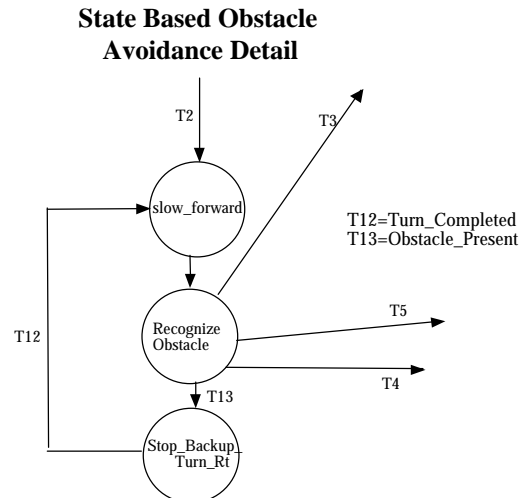 State Based Obstacle
Avoidance Detail
T2
T3
slow_forward
T12=Turn_Completed
T13=Obstacle_Present
T5
Recognize
Obstacle
T12
T4
T13
Stop_Backup_
Turn_Rt